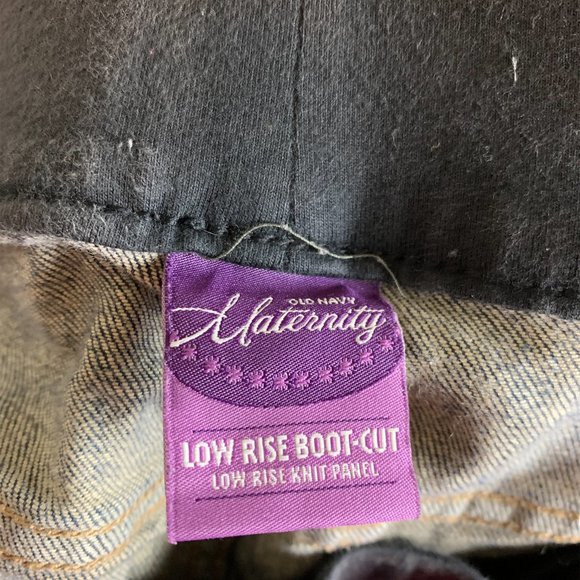 OLD NAVY
Maternity
LOW RISE BOOT-CUT
LOW RISE KNIT PANEL